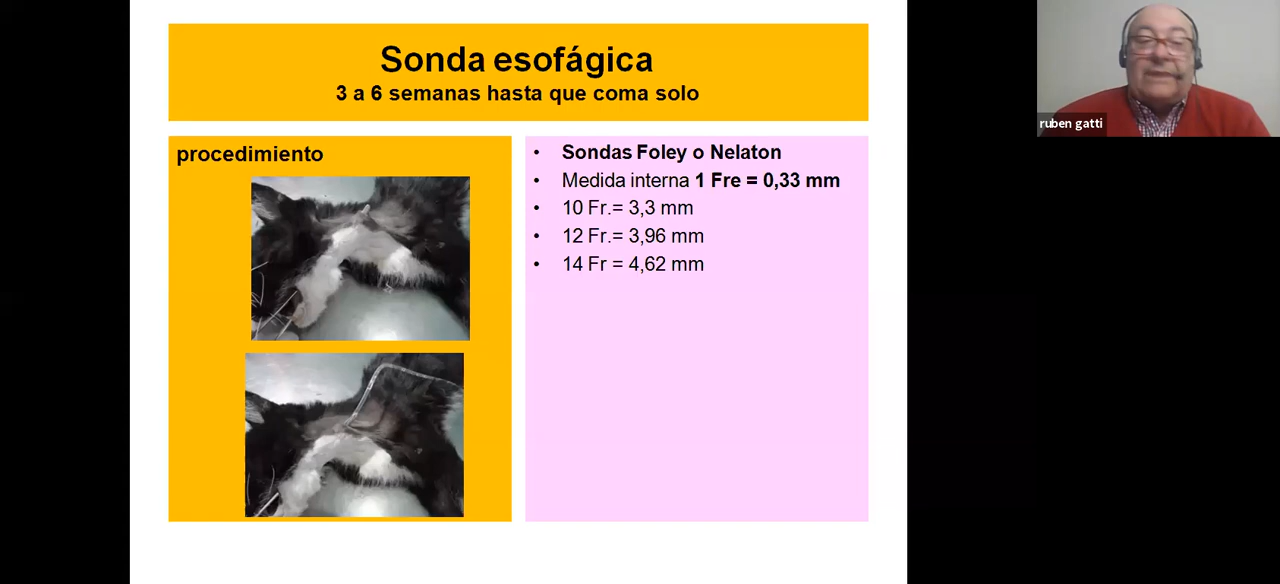 Sonda esofágica
3 a 6 semanas hasta que coma solo
procedimiento
• Sondas Foley o Nelaton
• Medida interna 1 Fre = 0,33 mm
• 10 Fr.= 3,3 mm
• 12 Fr.= 3,96 mm
• 14 Fr = 4,62 mm
ruben gatti